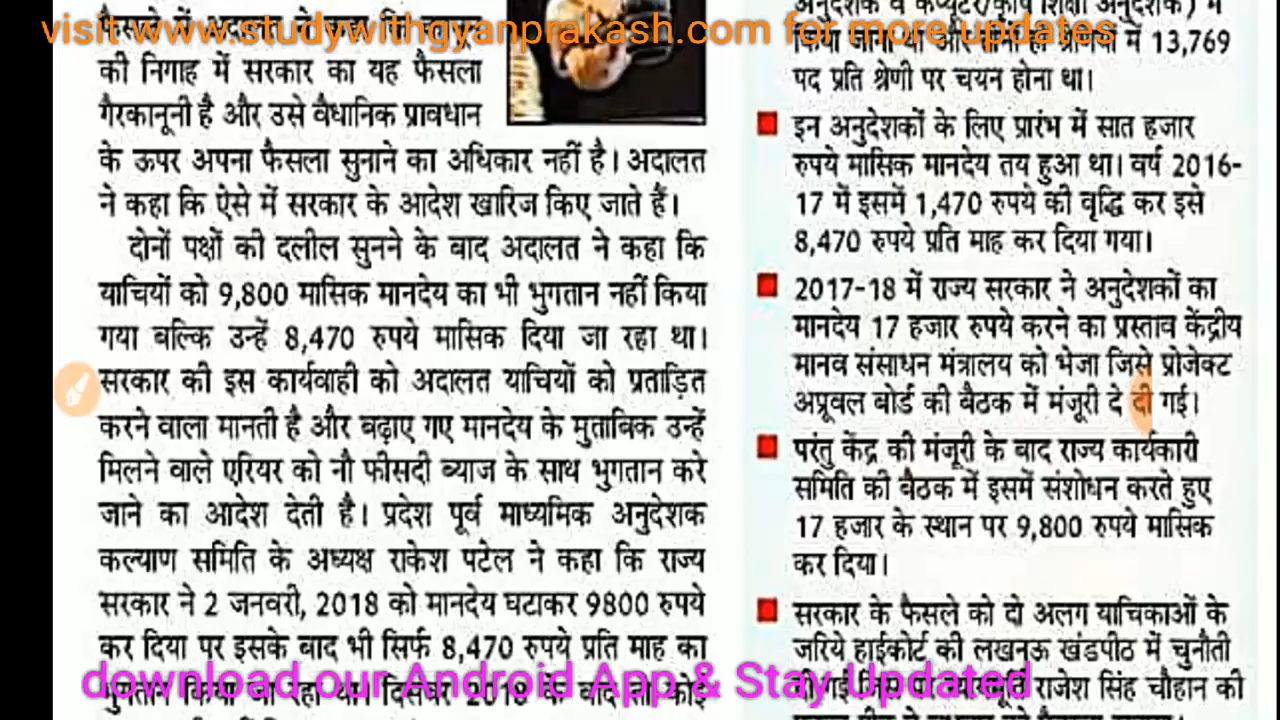 visit www.studywithgyanprakash.com for more updates
की निगाह में सरकार का यह फैसला
गैरकानूनी है और उसे वैधानिक प्रावधान
के ऊपर अपना फैसला सुनाने का अधिकार नहीं है। अदालत
ने कहा कि ऐसे में सरकार के आदेश खारिज किए जाते हैं।
दोनों पक्षों की दलील सुनने के बाद अदालत ने कहा कि
याचियों को 9,800 मासिक मानदेय का भी भुगतान नहीं किया
गया बल्कि उन्हें 8,470 रुपये मासिक दिया जा रहा था।
सरकार की इस कार्यवाही को अदालत याचियों को प्रताड़ित
करने वाला मानती है और बढ़ाए गए मानदेय के मुताबिक उन्हें
मिलने वाले एरियर को नौ फीसदी ब्याज के साथ भुगतान करे
जाने का आदेश देती है। प्रदेश पूर्व माध्यमिक अनुदेशक
कल्याण समिति के अध्यक्ष राकेश पटेल ने कहा कि राज्य
सरकार ने 2 जनवरी, 2018 को मानदेय घटाकर 9800 रुपये
कर दिया पर इसके बाद भी सिर्फ 8,470 रुपये प्रति माह का
में 13,769
पद प्रति श्रेणी पर चयन होना था।
इन अनुदेशकों के लिए प्रारंभ में सात हजार
रुपये मासिक मानदेय तय हुआ था। वर्ष 2016-
17 में इसमें 1,470 रुपये की वृद्धि कर इसे
8,470 रुपये प्रति माह कर दिया गया।
2017-18 में राज्य सरकार ने अनुदेशकों का
मानदेय 17 हजार रुपये करने का प्रस्ताव केंद्रीय
मानव संसाधन मंत्रालय को भेजा जिसे प्रोजेक्ट
अप्रूवल बोर्ड की बैठक में मंजूरी दे दी गई।
परंतु केंद्र की मंजूरी के बाद राज्य कार्यकारी
समिति की बैठक में इसमें संशोधन करते हुए
17 हजार के स्थान पर 9,800 रुपये मासिक
कर दिया।
सरकार के फैसले को दो अलग याचिकाओं के
जरिये हाईकोर्ट की लखनऊ खंडपीठ में चुनौती
राजेश सिंह चौहान की
download our Android App & Stay Updated